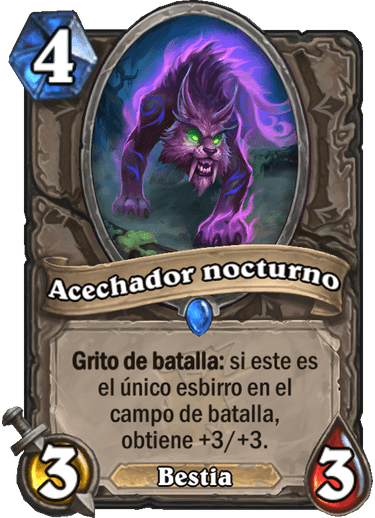 4
Acechador nocturno
Grito de batalla: si este es
el único esbirro en el
campo de batalla,
obtiene +3/+3.
3
Bestia
3